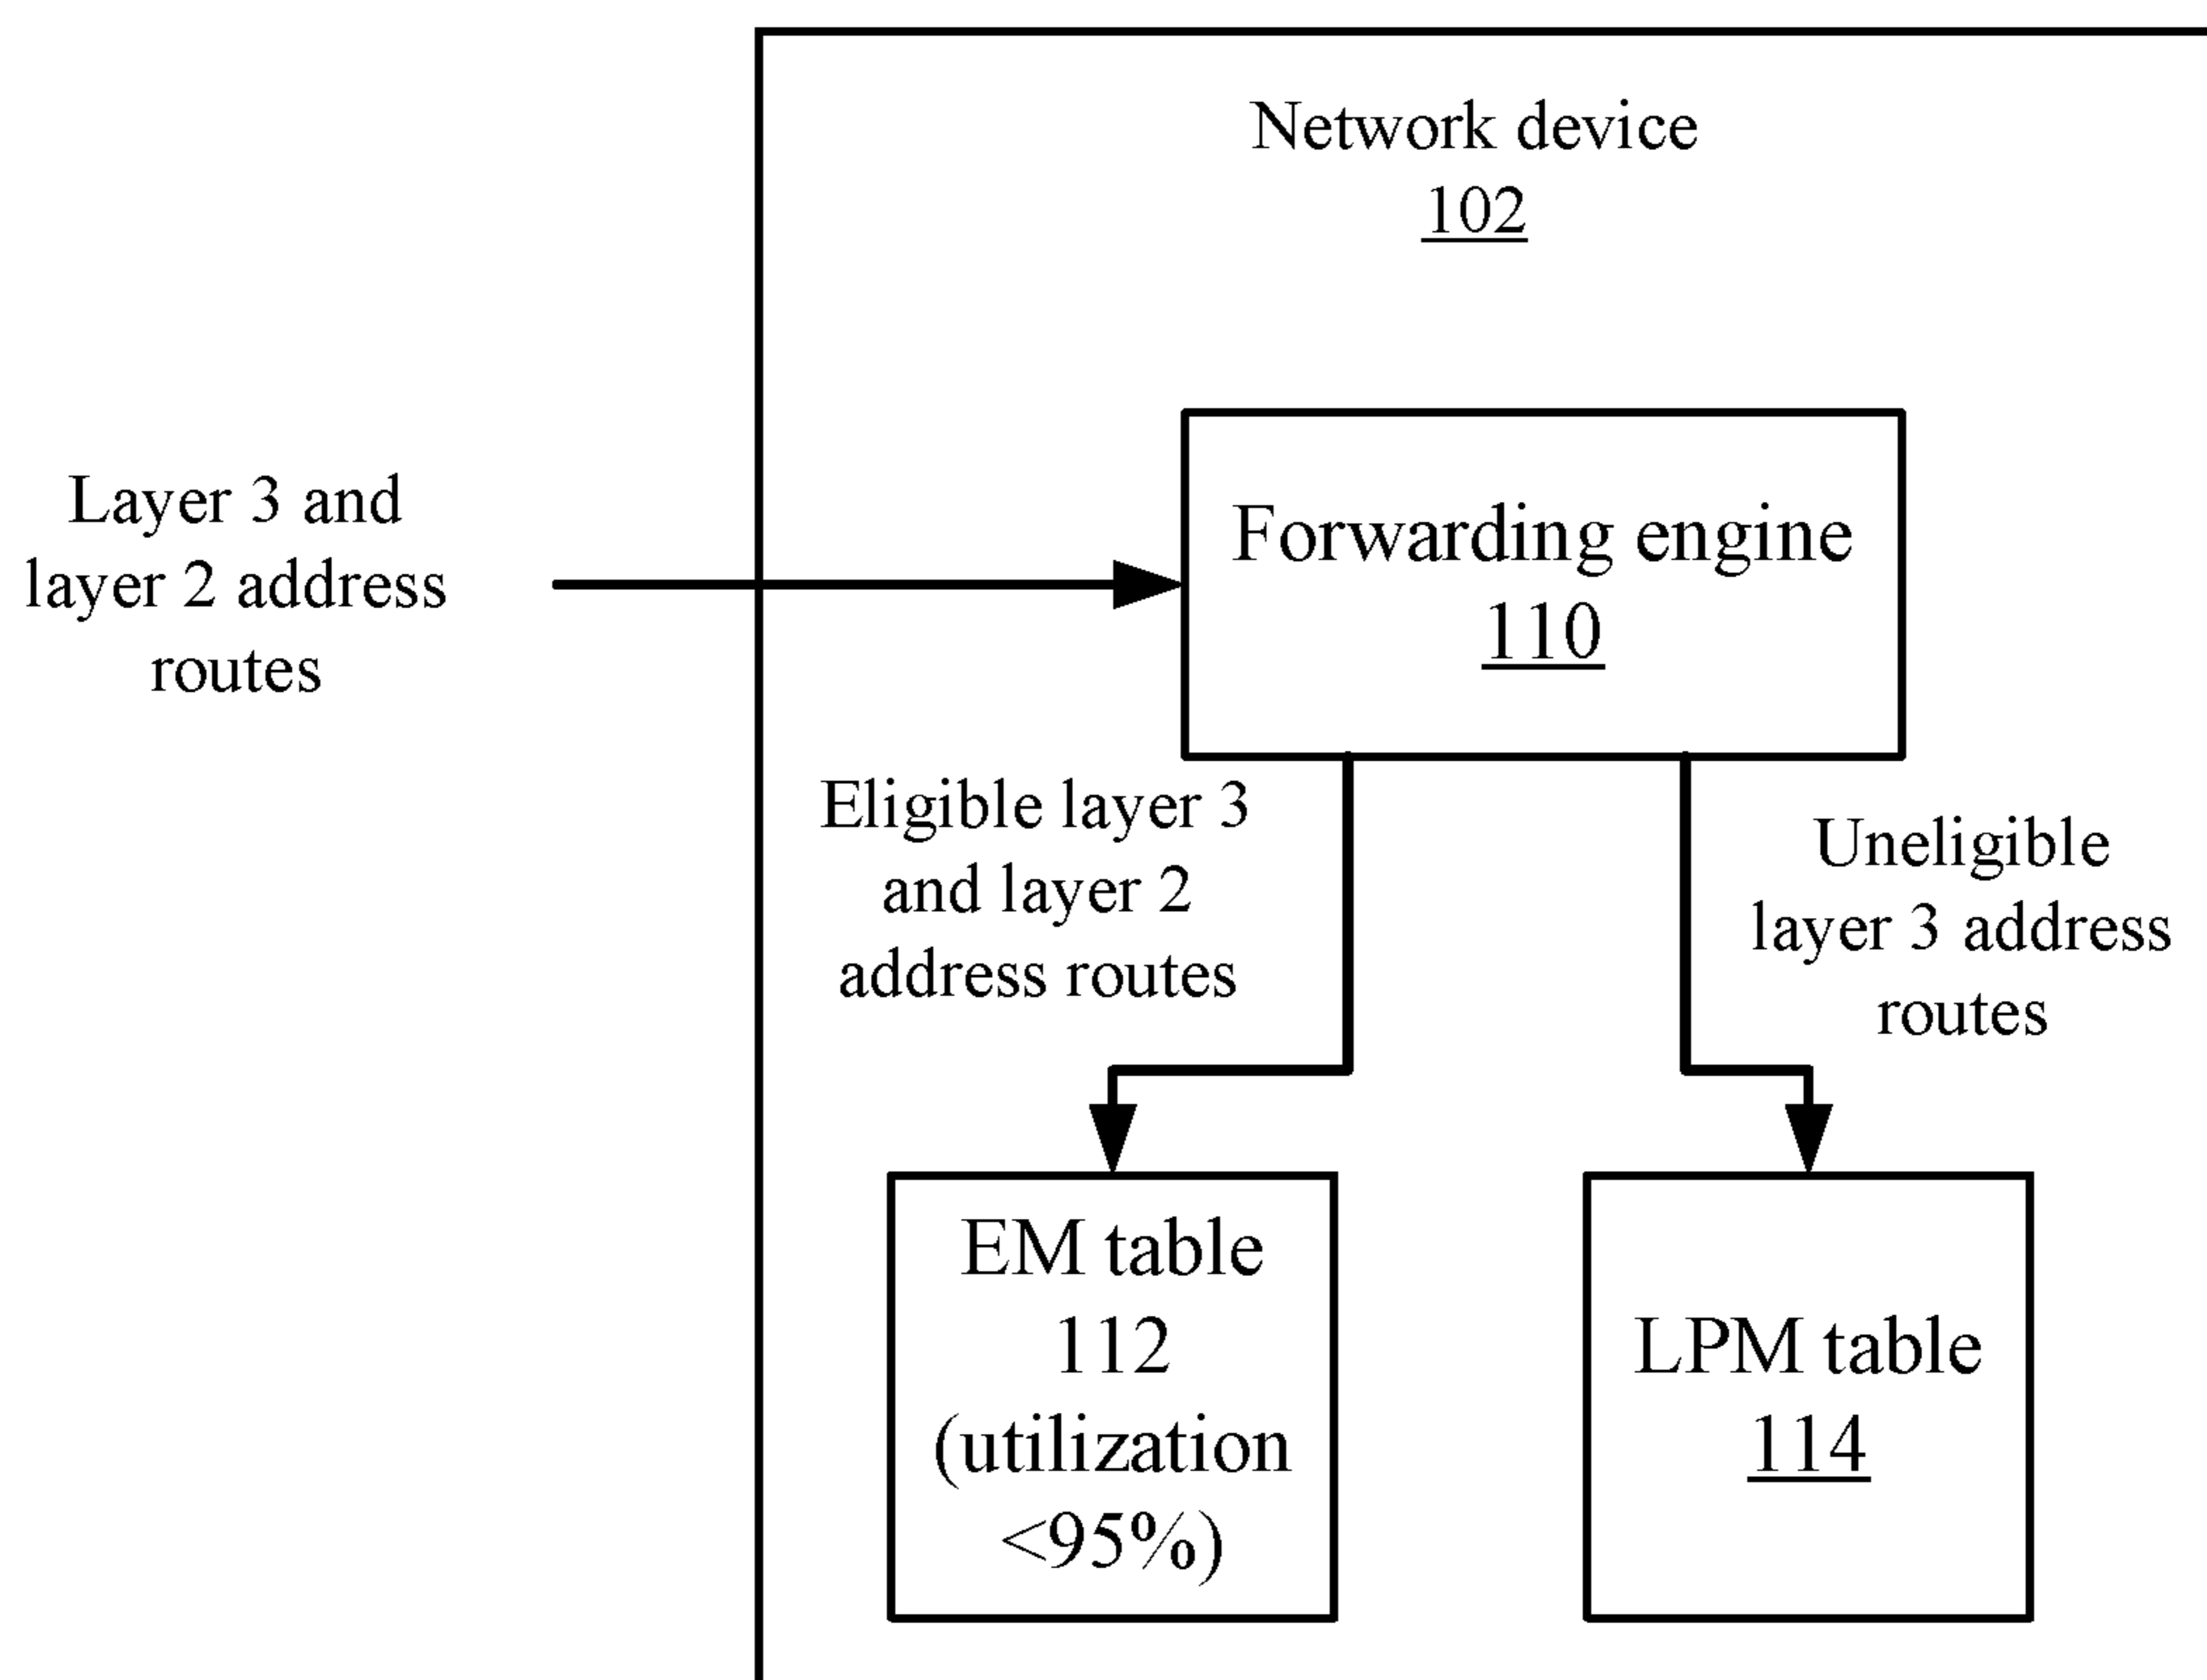 Network device
102
Layer 3 and
layer 2 address
routes
Forwarding engine
110
Eligible layer 3
and layer 2
address routes
Uneligible
layer 3 address
routes
EM table
112
(utilization
<95%)
LPM table
114